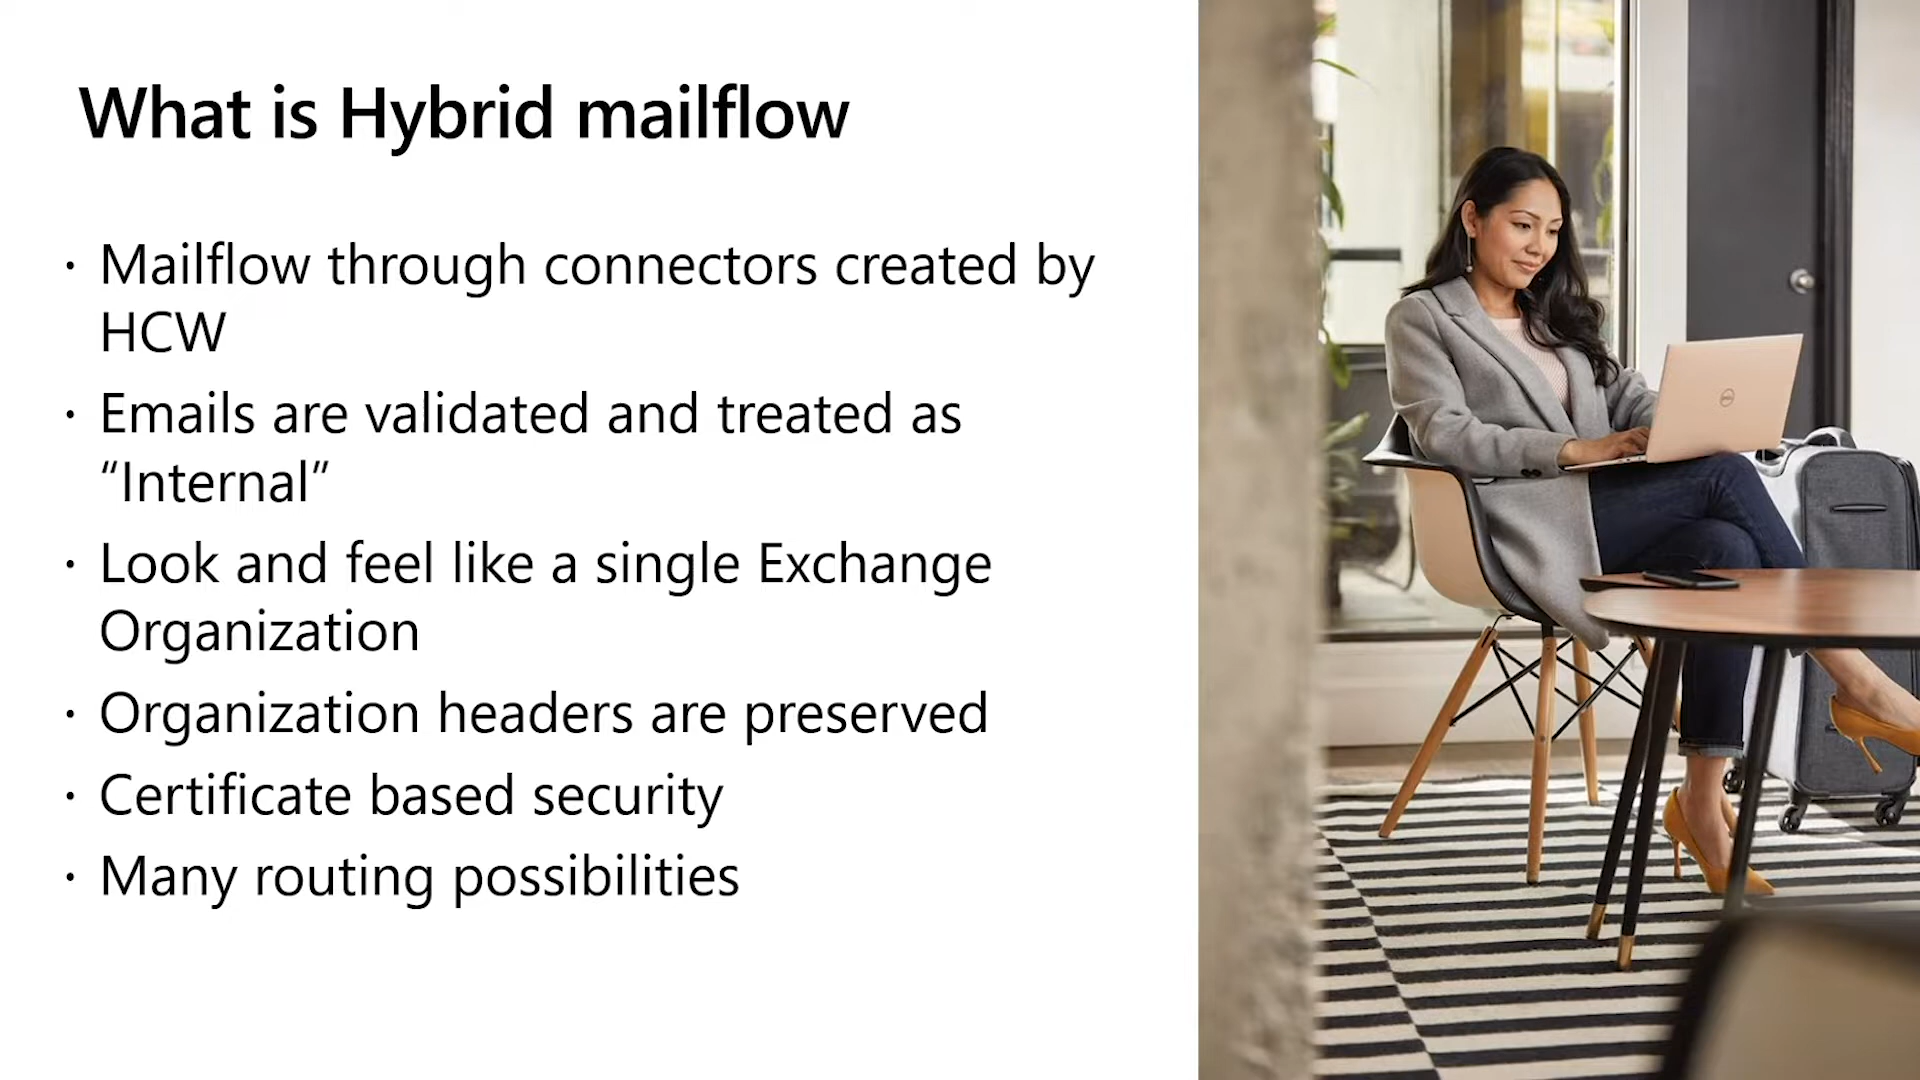 What is Hybrid mailflow
· Mailflow through connectors created by
HCW
· Emails are validated and treated as
“Internal”
· Look and feel like a single Exchange
Organization
· Organization headers are preserved
· Certificate based security
· Many routing possibilities
DELL